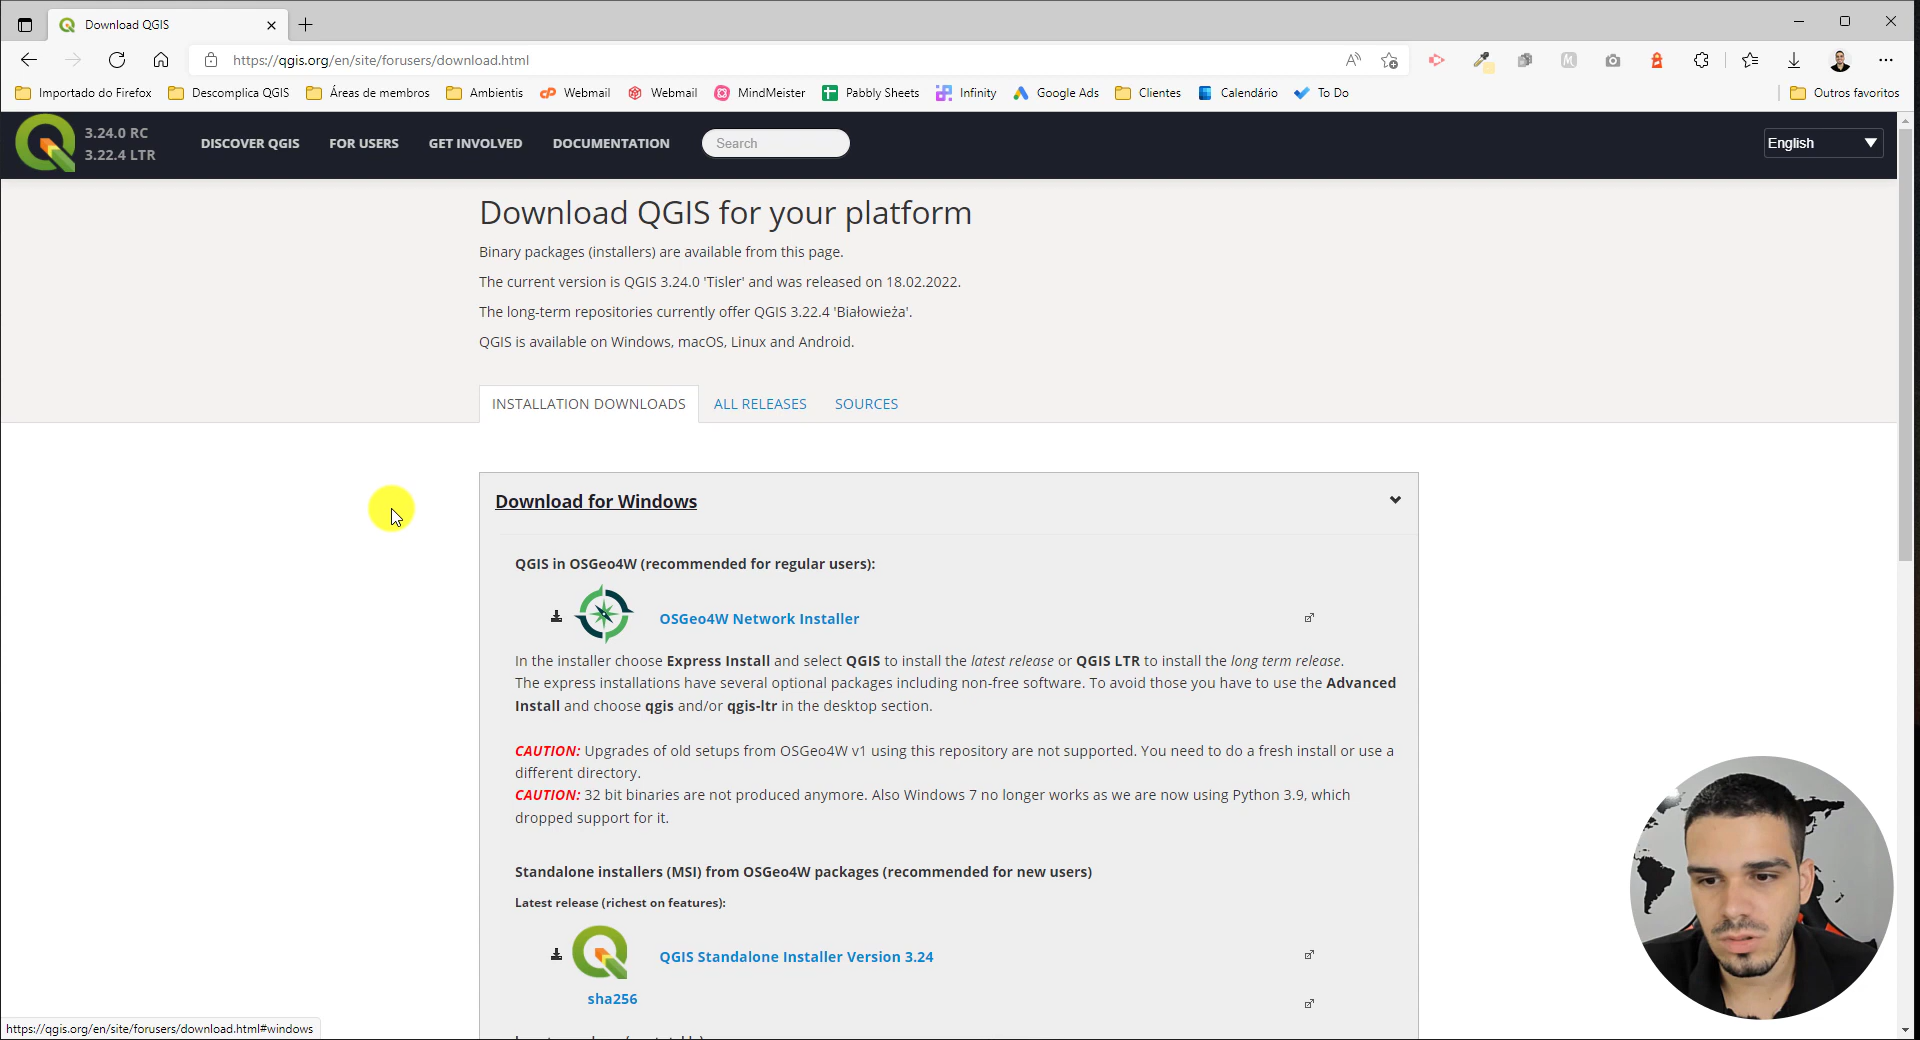 Download QGIS
https://qgis.org/en/site/forusers/download.html
Importado do Firefox Descomplica QGIS Áreas de membros Ambientis Webmail Webmail MindMeister Pabbly Sheets Infinity Google Ads Clientes Calendário To Do Outros favoritos
3.24.0 RC
3.22.4 LTR
DISCOVER QGIS FOR USERS GET INVOLVED DOCUMENTATION Search English
Download QGIS for your platform
Binary packages (installers) are available from this page.
The current version is QGIS 3.24.0 'Tisler' and was released on 18.02.2022.
The long-term repositories currently offer QGIS 3.22.4 'Białowieża'.
QGIS is available on Windows, macOS, Linux and Android.
INSTALLATION DOWNLOADS ALL RELEASES SOURCES
Download for Windows
QGIS in OSGeo4W (recommended for regular users):
OSGeo4W Network Installer
In the installer choose Express Install and select QGIS to install the latest release or QGIS LTR to install the long term release.
The express installations have several optional packages including non-free software. To avoid those you have to use the Advanced
Install and choose qgis and/or qgis-ltr in the desktop section.
CAUTION: Upgrades of old setups from OSGeo4W v1 using this repository are not supported. You need to do a fresh install or use a
different directory.
CAUTION: 32 bit binaries are not produced anymore. Also Windows 7 no longer works as we are now using Python 3.9, which
dropped support for it.
Standalone installers (MSI) from OSGeo4W packages (recommended for new users)
Latest release (richest on features):
QGIS Standalone Installer Version 3.24
sha256
https://qgis.org/en/site/forusers/download.html#windows